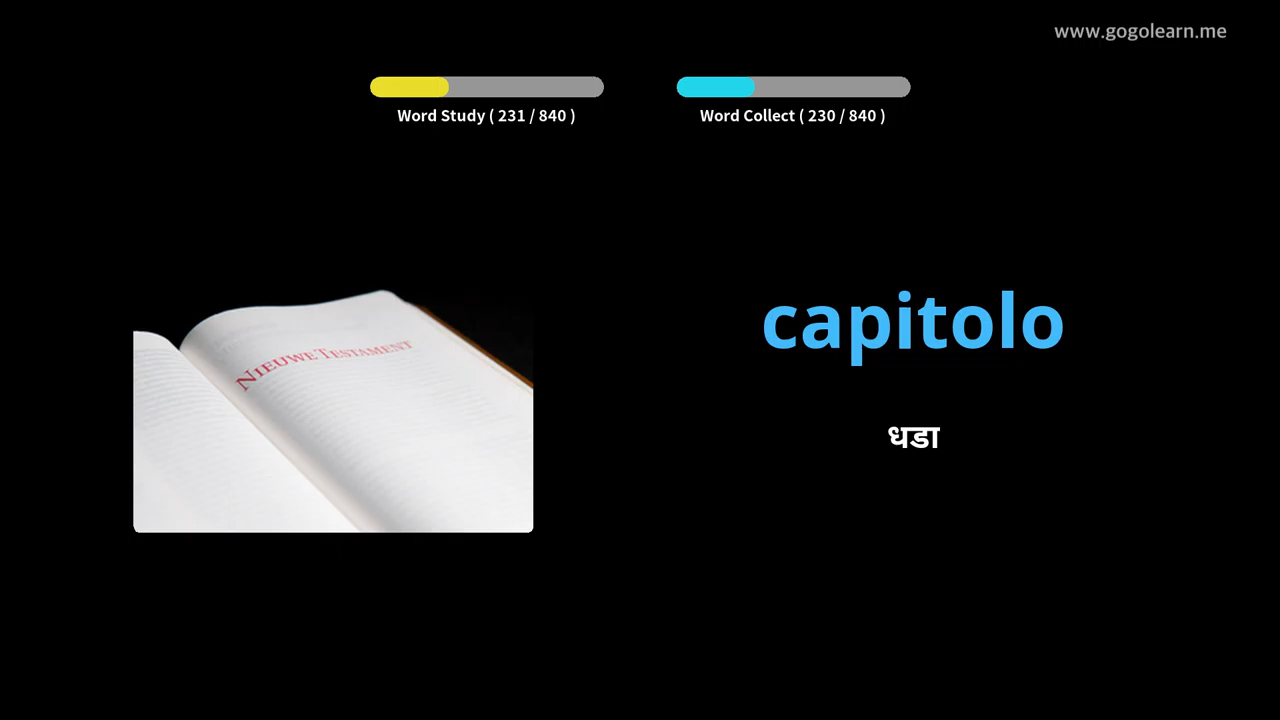 www.gogolearn.me
Word Study ( 231 / 840 )
Word Collect ( 230 / 840 )
NIEUWE TESTAMENT
capitolo
धडा